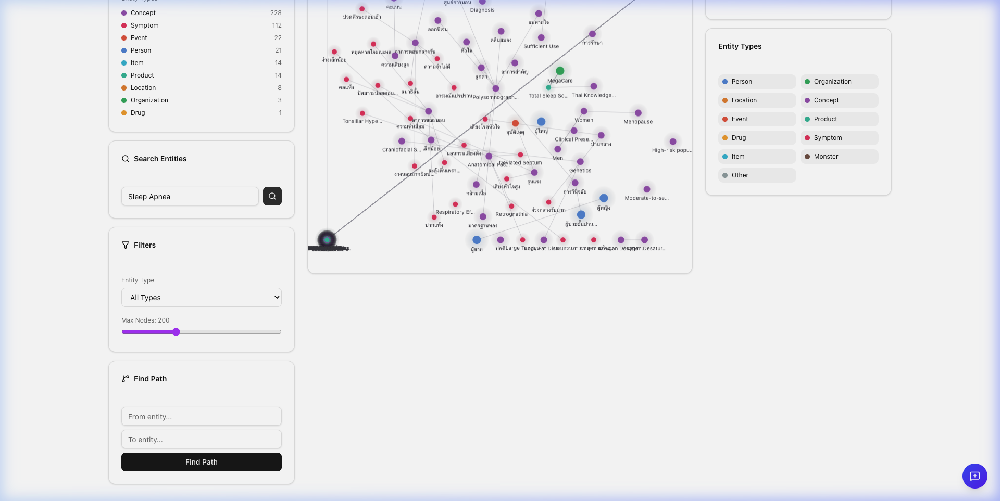 Concept 228
Symptom 112
Event 22
Person 21
Item 14
Product 14
Location 8
Organization 3
Drug 1
Search Entities
Sleep Apnea
Filters
Entity Type
All Types
Max Nodes: 200
Find Path
From entity...
To entity...
Find Path
คะแนน
ศูนย์การนอน
Diagnosis
ปวดศีรษะตอนเช้า
ลมหายใจ
ออกซิเจน
คลื่นสมอง
Sufficient Use
การรักษา
หัวใจ
หยุดหายใจขณะหล...
อาการตอนกลางวัน
ง่วงเล็กน้อย
ความเสี่ยงสูง
ความจำไม่ดี
ลูกตา
อาการสำคัญ
MegaCare
คอแห้ง
ปัสสาวะบ่อยตอน...
สมาธิสั้น
อารมณ์แปรปรวน
Polysomnograph...
Total Sleep So...
Thai Knowledge...
Tonsillar Hype...
ความจำเสื่อม
อาการขณะนอน
เสี่ยงโรคหัวใจ
อุบัติเหตุ
ผู้ใหญ่
Women
Menopause
Clinical Prese...
ปานกลาง
Craniofacial S...
เล็กน้อย
นอนกรนเสียงดัง
High-risk popu...
Men
Anatomical Fac...
Deviated Septum
Genetics
ง่วงนอนมากผิดป...
สะดุ้งตื่นเพรา...
รุนแรง
กล้ามเนื้อ
เสี่ยงหัวใจสูง
การวินิจฉัย
Moderate-to-se...
Respiratory Ef...
Retrognathia
ง่วงกลางวันมาก
ผู้หญิง
ปากแห้ง
มาตรฐานทอง
ผู้ป่วยขั้นปาน...
ผู้ชาย
ปกติ
Large Tongue
Body Fat Dist...
Oxygen Desatur...
Entity Types
Person
Organization
Location
Concept
Event
Product
Drug
Symptom
Item
Monster
Other